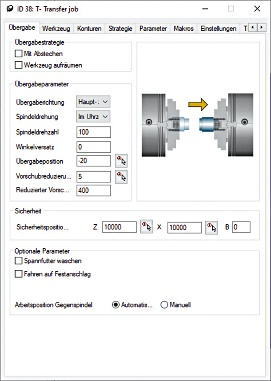 ID 38: T- Transfer job
Übergabe Werkzeug Konturen Strategie Parameter Makros Einstellungen T
Übergabestrategie
Mit Abstechen
Werkzeug aufräumen
Übergabeparameter
Übergaberichtung Haupt-
Spindeldrehung Im Uhrz
Spindeldrehzahl 100
Winkelversatz 0
Übergabeposition -20
Vorschubreduzieru... 5
Reduzierter Vorsc... 400
Sicherheit
Sicherheitspositio... Z 10000 X 10000 B 0
Optionale Parameter
Spannfutter waschen
Fahren auf Festanschlag
Arbeitsposition Gegenspindel Automatis... Manuell